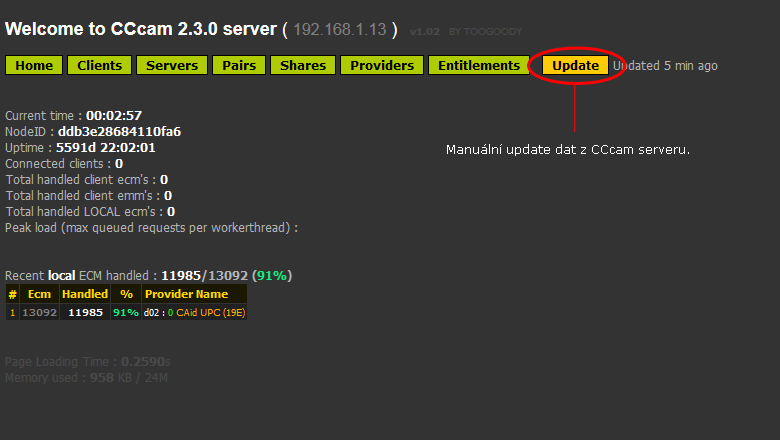 Welcome to CCcam 2.3.0 server ( 192.168.1.13 ) v1.02 BY TOOGOODY
Home Clients Servers Pairs Shares Providers Entitlements Update Updated 5 min ago
Manuální update dat z CCcam serveru.
Current time : 00:02:57
NodeID : ddb3e28684110fa6
Uptime : 5591d 22:02:01
Connected clients : 0
Total handled client ecm's : 0
Total handled client emm's : 0
Total handled LOCAL ecm's : 0
Peak load (max queued requests per workerthread) :
Recent local ECM handled : 11985/13092 (91%)
# Ecm Handled % Provider Name
1 13092 11985 91% d02 : 0 CAid UPC (19E)
Page Loading Time : 0.2590s
Memory used : 958 KB / 24M